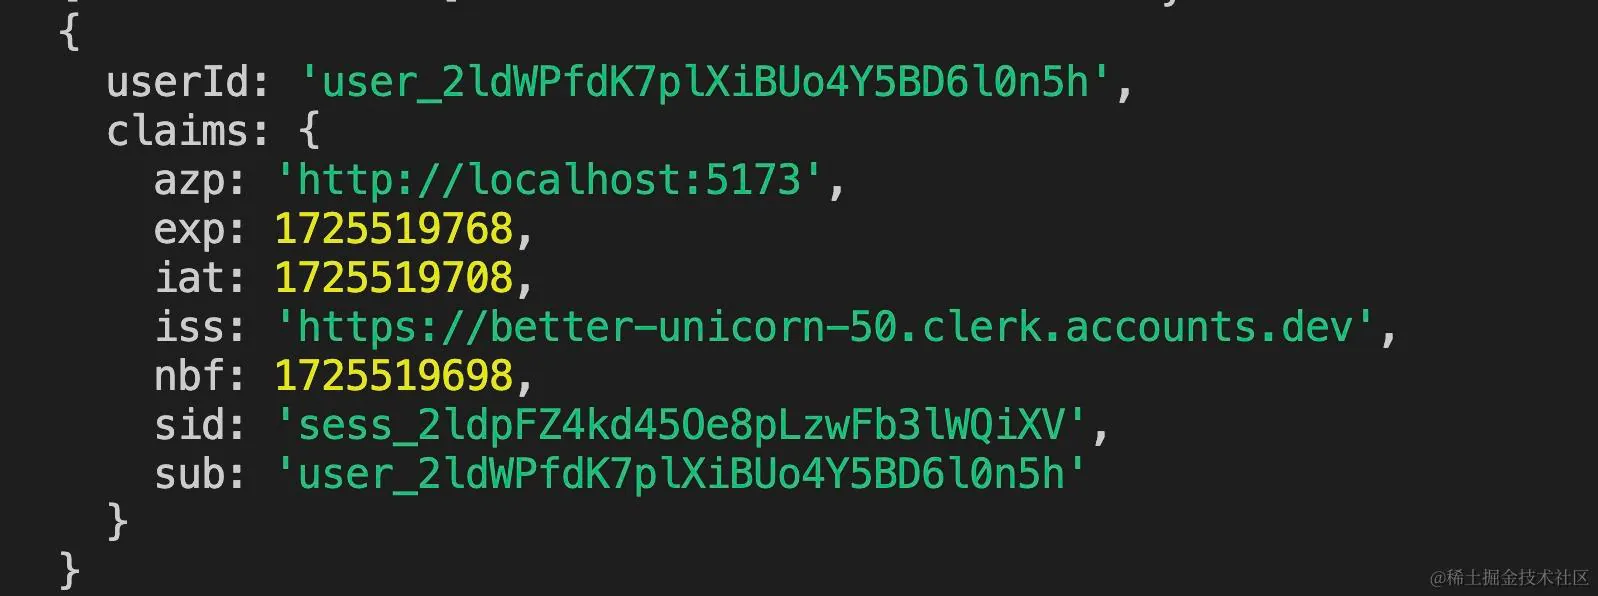 {
userId: 'user_2ldWPfdK7plXiBUo4Y5BD6l0n5h',
claims: {
azp: 'http://localhost:5173',
exp: 1725519768,
iat: 1725519708,
iss: 'https://better-unicorn-50.clerk.accounts.dev',
nbf: 1725519698,
sid: 'sess_2ldpFZ4kd45Oe8pLzwFb3lWQiXV',
sub: 'user_2ldWPfdK7plXiBUo4Y5BD6l0n5h'
}
}
@稀土掘金技术社区